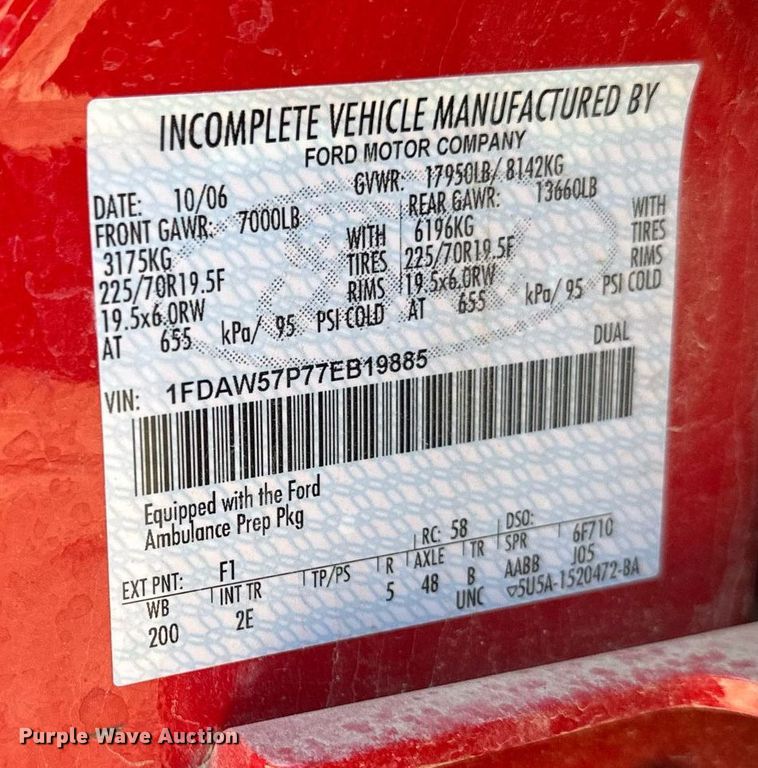 INCOMPLETE VEHICLE MANUFACTURED BY
FORD MOTOR COMPANY
DATE: 10/06 GVWR: 17950LB/ 8142KG
FRONT GAWR: 7000LB REAR GAWR: 13660LB
3175KG WITH 6196KG WITH
225/70R19.5F TIRES 225/70R19.5F TIRES
19.5x6.0RW RIMS 19.5x6.0RW RIMS
AT 655 kPa/ 95 PSI COLD AT 655 kPa/ 95 PSI COLD
DUAL
VIN: 1FDAW57P77EB19885
Equipped with the Ford
Ambulance Prep Pkg
EXT PNT: F1 RC: 58 DSO:
WB INT TR TP/PS R AXLE TR SPR 6F710
200 2E 5 48 B AABB J05
UNC ▽5U5A-1520472-BA
Purple Wave Auction